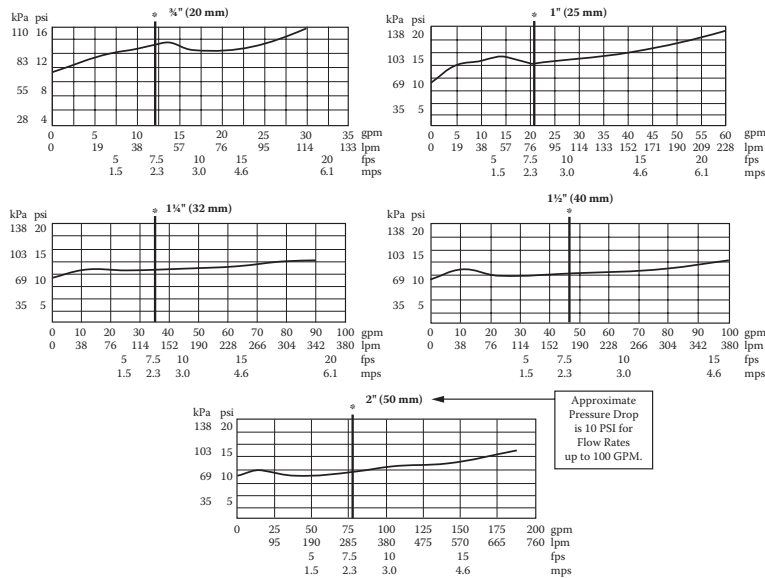 * ¾" (20 mm)
kPa psi
110 16
83 12
55 8
28 4
0 5 10 15 20 25 30 35 gpm
0 19 38 57 76 95 114 133 lpm
5 7.5 10 15 20 fps
1.5 2.3 3.0 4.6 6.1 mps
* 1" (25 mm)
kPa psi
138 20
103 15
69 10
35 5
0 5 10 15 20 25 30 35 40 45 50 55 60 gpm
0 19 38 57 76 95 114 133 152 171 190 209 228 lpm
5 7.5 10 15 20 fps
1.5 2.3 3.0 4.6 6.1 mps
* 1¼" (32 mm)
kPa psi
138 20
103 15
69 10
35 5
0 10 20 30 40 50 60 70 80 90 100 gpm
0 38 76 114 152 190 228 266 304 342 380 lpm
5 7.5 10 15 20 fps
1.5 2.3 3.0 4.6 6.1 mps
* 1½" (40 mm)
kPa psi
138 20
103 15
69 10
35 5
0 10 20 30 40 50 60 70 80 90 100 gpm
0 38 76 114 152 190 228 266 304 342 380 lpm
5 7.5 10 15 fps
1.5 2.3 3.0 4.6 mps
* 2" (50 mm)
kPa psi
138 20
103 15
69 10
35 5
0 25 50 75 100 125 150 175 200 gpm
95 190 285 380 475 570 665 760 lpm
5 7.5 10 15 fps
1.5 2.3 3.0 4.6 mps
Approximate
Pressure Drop
is 10 PSI for
Flow Rates
up to 100 GPM.